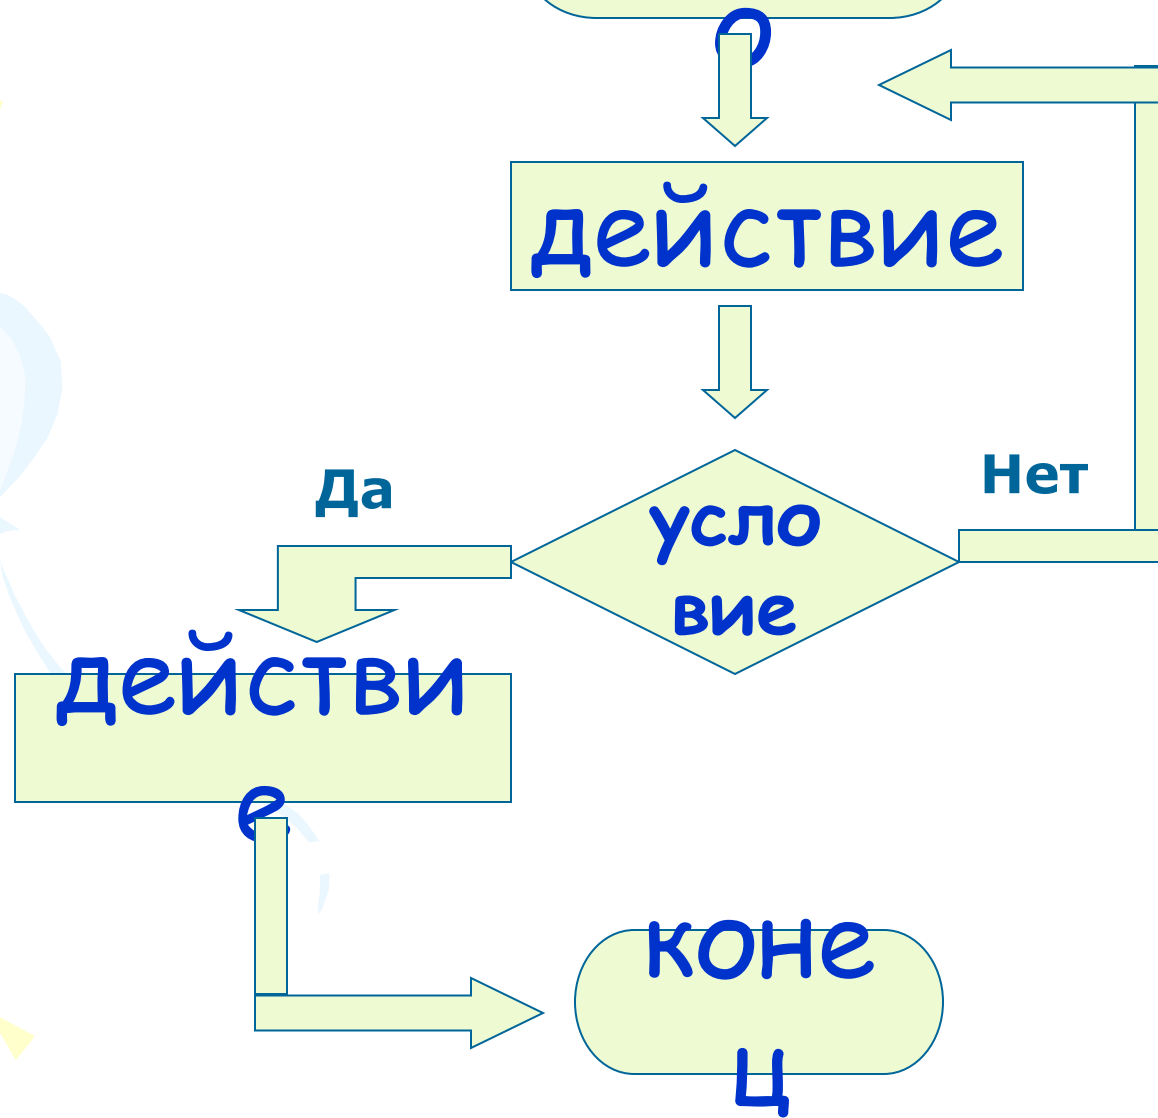 о
действие
Да
Нет
усло
вие
действи
е
коне
ц